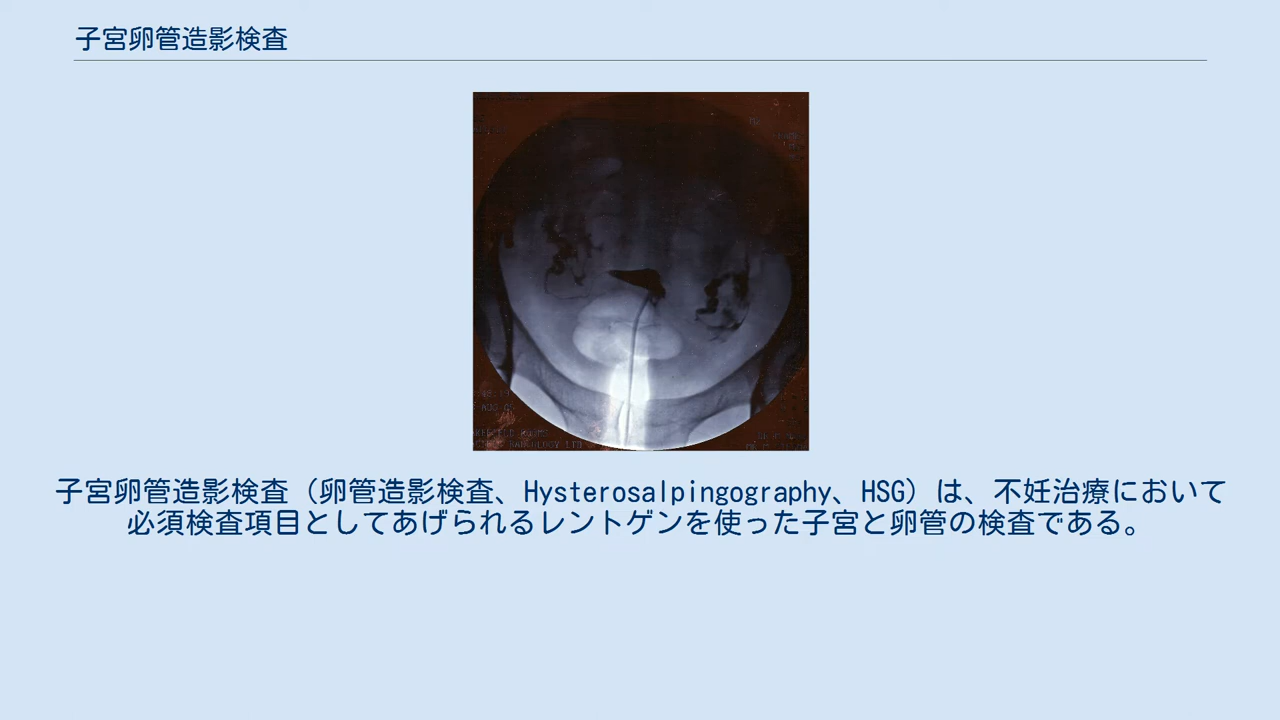 子宮卵管造影検査
子宮卵管造影検査（卵管造影検査、Hysterosalpingography、HSG）は、不妊治療において
必須検査項目としてあげられるレントゲンを使った子宮と卵管の検査である。